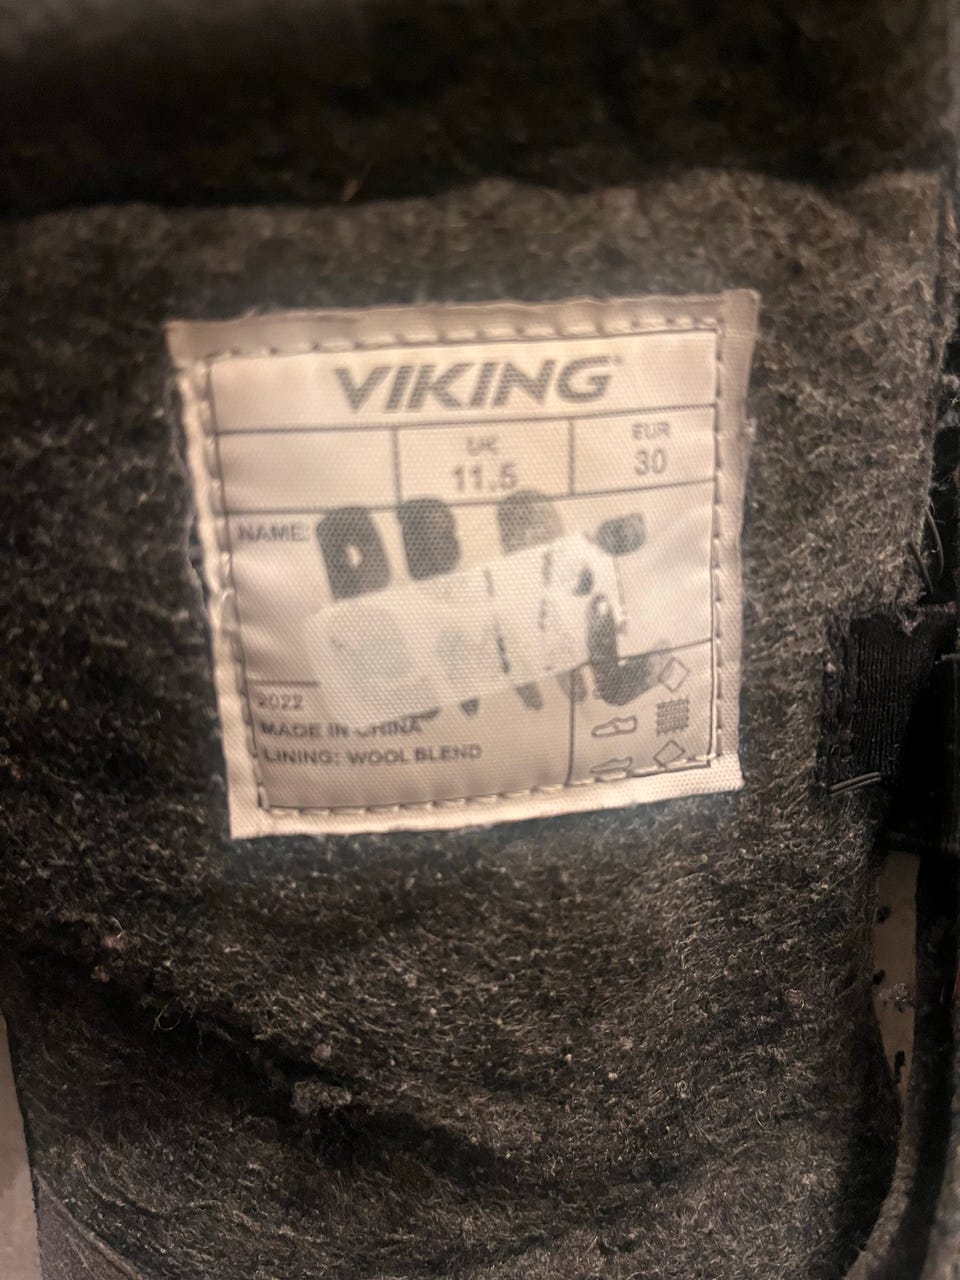 VIKING
UK EUR
11.5 30
NAME:
2022
MADE IN CHINA
LINING: WOOL BLEND